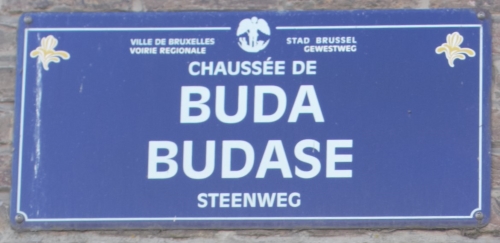 VILLE DE BRUXELLES
VOIRIE REGIONALE
STAD BRUSSEL
GEWESTWEG
CHAUSSÉE DE
BUDA
BUDASE
STEENWEG